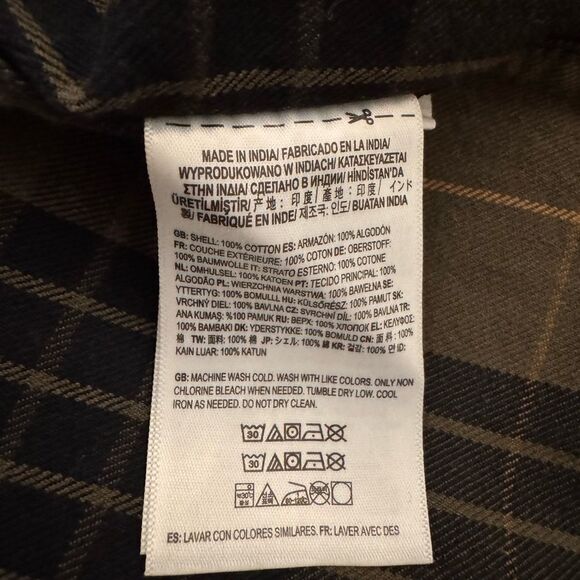 MADE IN INDIA/ FABRICADO EN LA INDIA/
WYPRODUKOWANO W INDIACH/ ΚΑΤΑΣΚΕΥΑΖΕΤΑΙ
ΣΤΗΝ ΙΝΔΙΑ/ СДЕЛАНО В ИНДИИ/ HİNDİSTAN'DA
ÜRETİLMİŞTİR/ 产地: 印度/ 產地: 印度/ インド
製/ FABRIQUÉ EN INDE/ 제조국: 인도/ BUATAN INDIA
GB: SHELL: 100% COTTON ES: ARMAZÓN: 100% ALGODÓN
FR: COUCHE EXTÉRIEURE: 100% COTON DE: OBERSTOFF:
100% BAUMWOLLE IT: STRATO ESTERNO: 100% COTONE
NL: OMHULSEL: 100% KATOEN PT: TECIDO PRINCIPAL: 100%
ALGODÃO PL: WIERZCHNIA WARSTWA: 100% BAWEŁNA SE:
YTTERTYG: 100% BOMULL HU: KÜLSŐRÉSZ: 100% PAMUT SK:
VRCHNÝ DIEL: 100% BAVLNA CZ: SVRCHNÍ DÍL: 100% BAVLNA TR:
ANA KUMAŞ: %100 PAMUK RU: ВЕРХ: 100% ХЛОПОК EL: ΚΕΛΥΦΟΣ:
100% ΒΑΜΒΑΚΙ DK: YDERSTYKKE: 100% BOMULD CN: 面料: 100%
棉 TW: 面料: 100% 棉 JP: シェル: 100% 綿 KR: 겉감: 100% 면 ID:
KAIN LUAR: 100% KATUN
GB: MACHINE WASH COLD. WASH WITH LIKE COLORS. ONLY NON
CHLORINE BLEACH WHEN NEEDED. TUMBLE DRY LOW. COOL
IRON AS NEEDED. DO NOT DRY CLEAN.
30
30
ES: LAVAR CON COLORES SIMILARES. FR: LAVER AVEC DES